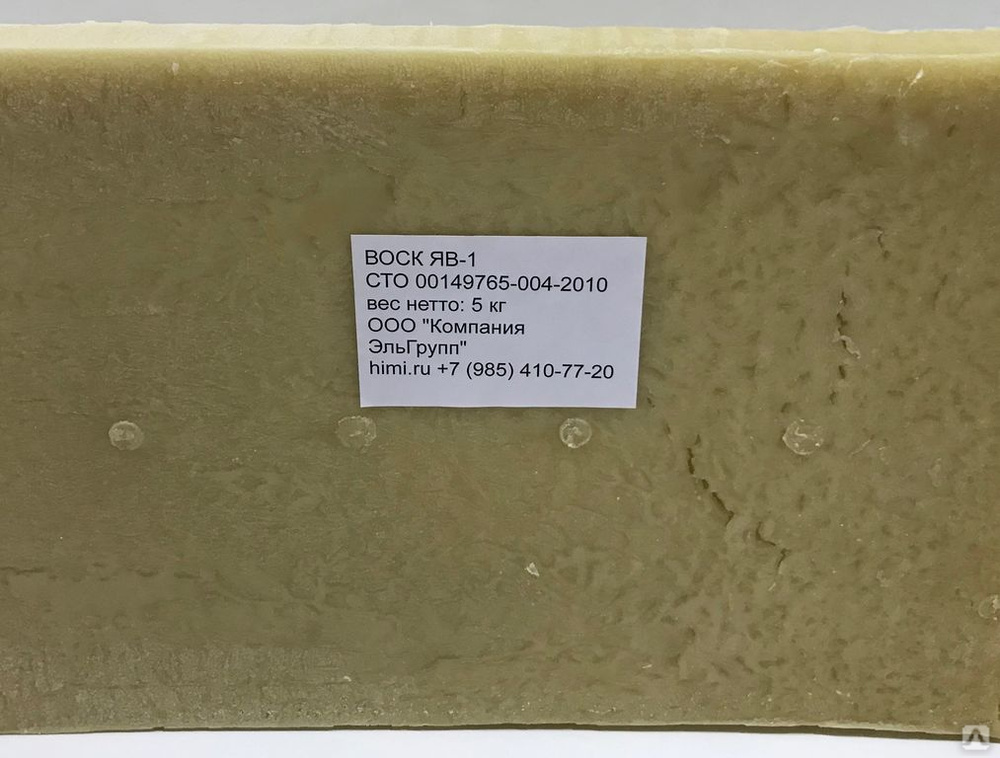 ВОСК ЯВ-1
СТО 00149765-004-2010
вес нетто: 5 кг
ООО "Компания
ЭльГрупп"
himi.ru +7 (985) 410-77-20